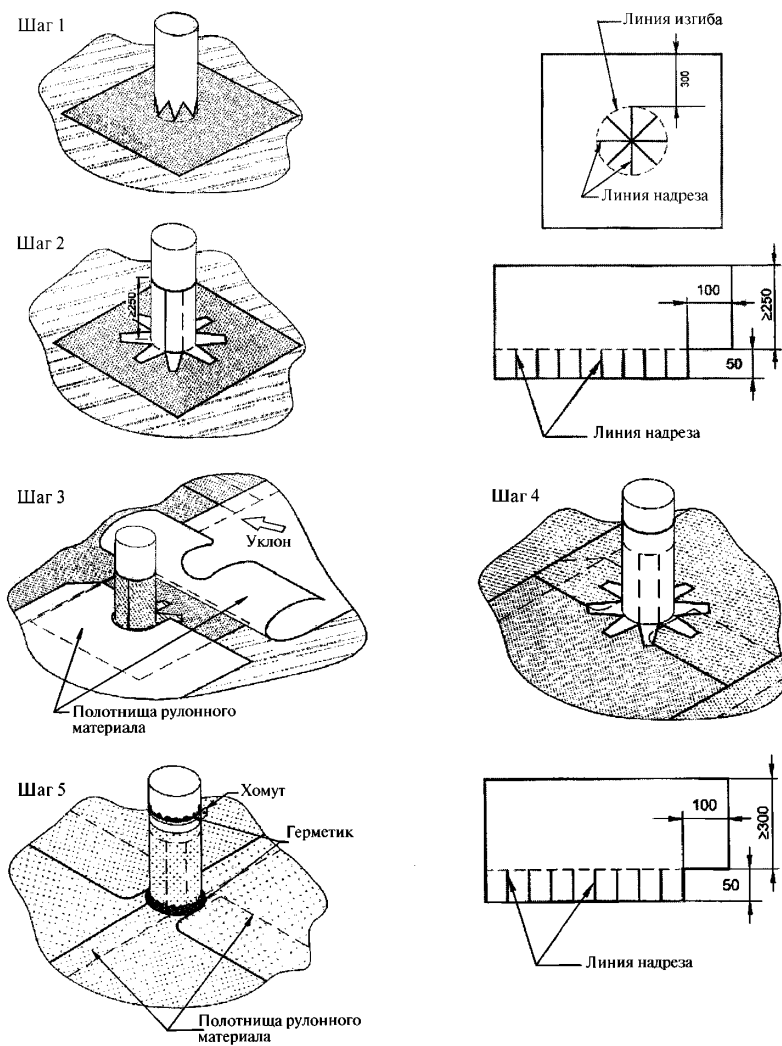 Шаг 1
Линия изгиба
300
Линия надреза
Шаг 2
≥250
100
≥250
50
Линия надреза
Шаг 3
Уклон
Полотнища рулонного
материала
Шаг 4
Шаг 5
Хомут
Герметик
Полотнища рулонного
материала
100
≥300
50
Линия надреза